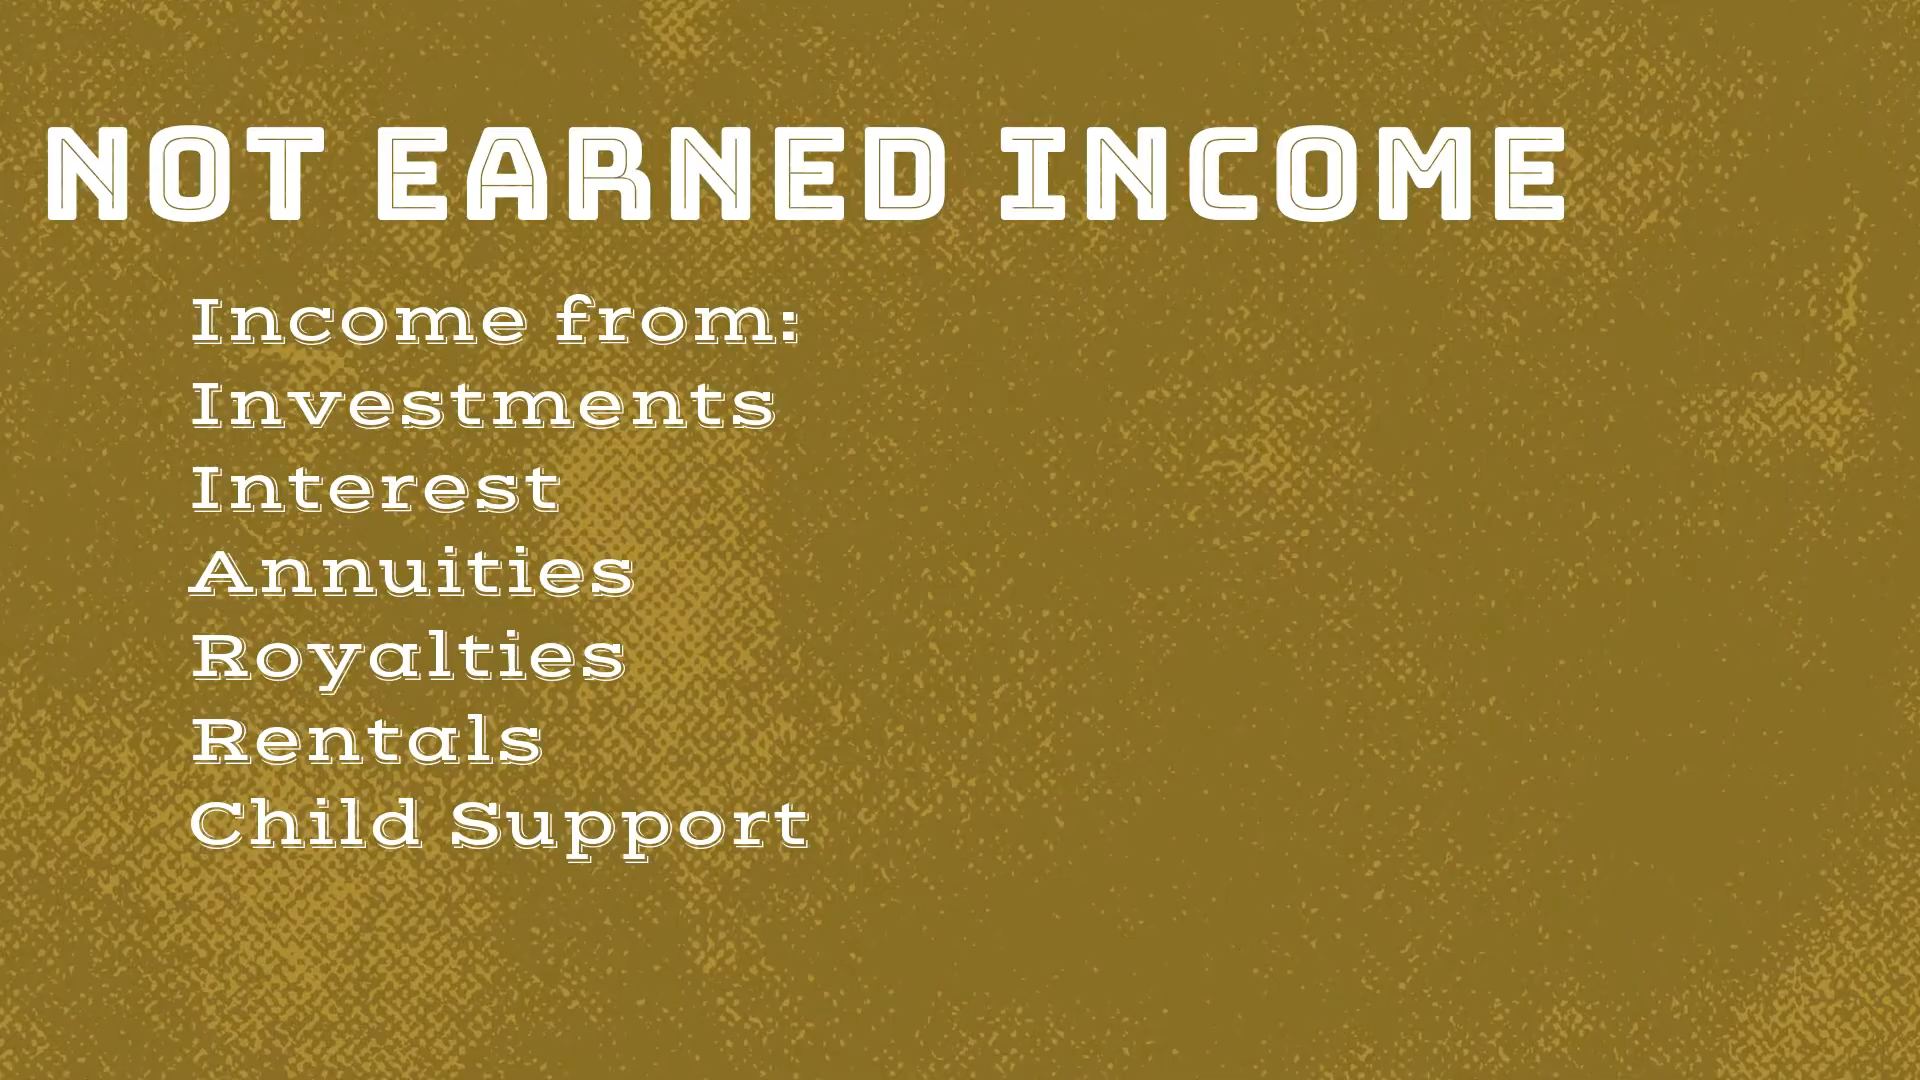 NOT EARNED INCOME
Income from:
Investments
Interest
Annuities
Royalties
Rentals
Child Support